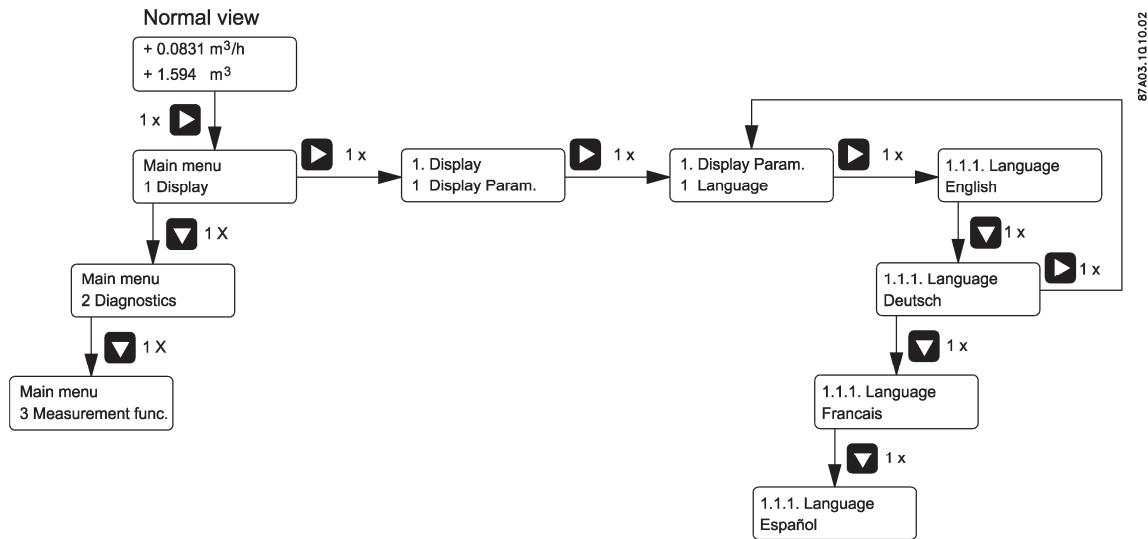 Normal view
+ 0.0831 m³/h
+ 1.594 m³
1 x
Main menu
1 Display
1 x
1. Display
1 Display Param.
1 x
1. Display Param.
1 Language
1 x
1.1.1. Language
English
1 X
1 x
Main menu
2 Diagnostics
1.1.1. Language
Deutsch
1 x
1 X
1 x
Main menu
3 Measurement func.
1.1.1. Language
Francais
1 x
1.1.1. Language
Español
87A03.10.10.02